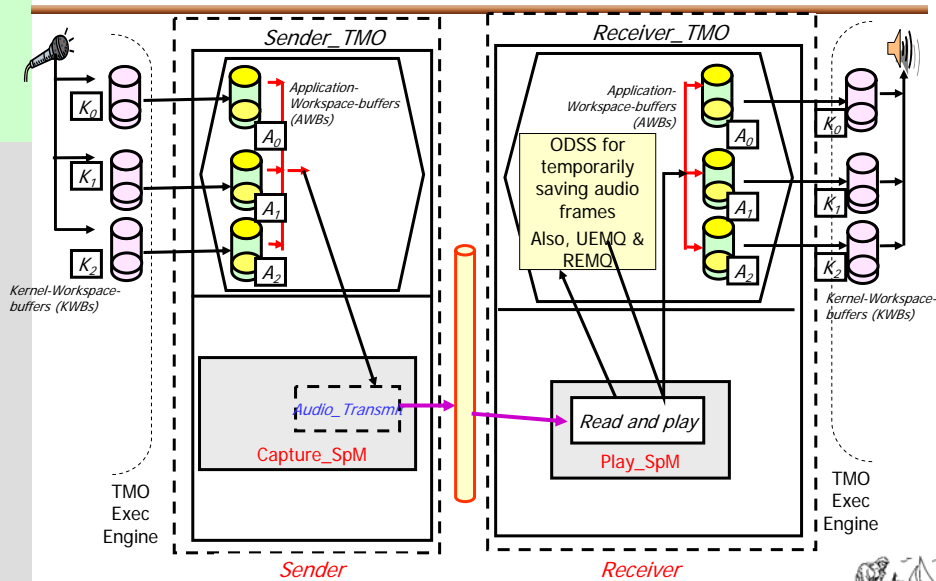 Sender_TMO
Application-
Workspace-buffers
(AWBs)
K0
K1
K2
A0
A1
A2
Kernel-Workspace-
buffers (KWBs)
Audio_Transmit
Capture_SpM
TMO
Exec
Engine
Sender
Receiver_TMO
Application-
Workspace-buffers
(AWBs)
ODSS for
temporarily
saving audio
frames
Also, UEMQ &
REMQ
A0
A1
A2
K0
K1
K2
Kernel-Workspace-
buffers (KWBs)
Read and play
Play_SpM
TMO
Exec
Engine
Receiver